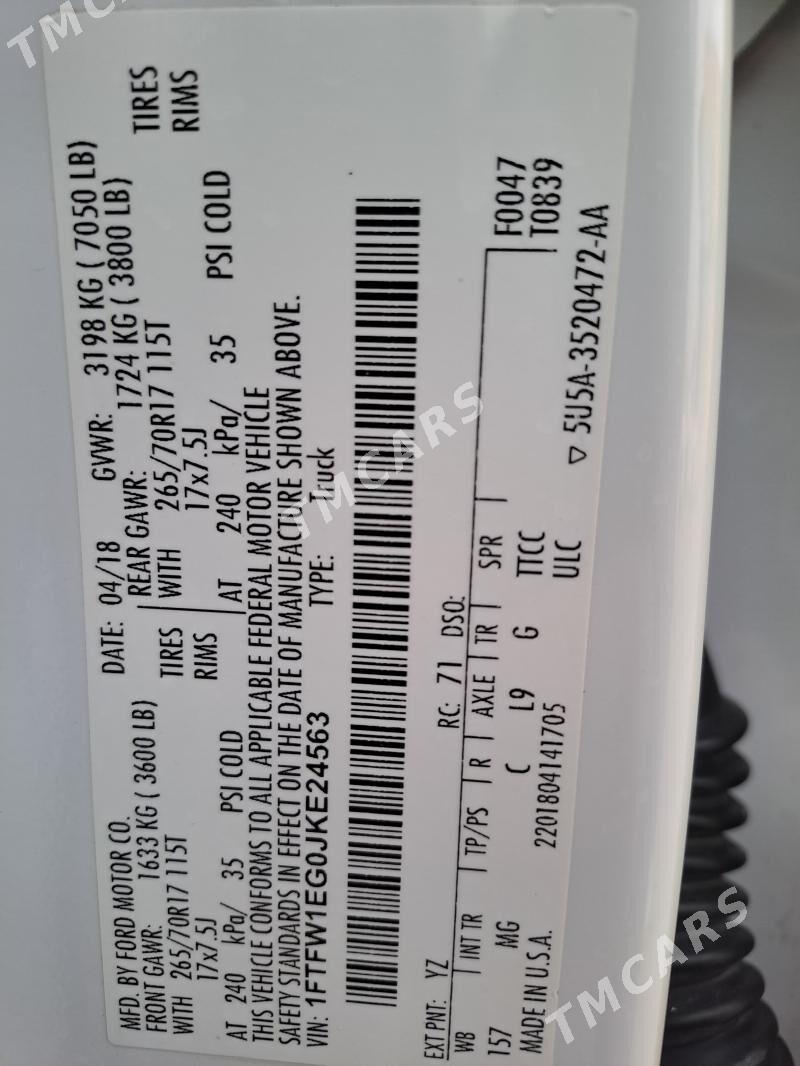 MFD. BY FORD MOTOR CO.
DATE: 04/18 GVWR: 3198 KG ( 7050 LB)
FRONT GAWR: 1633 KG ( 3600 LB)
REAR GAWR: 1724 KG ( 3800 LB)
WITH 265/70R17 115T TIRES
17x7.5J RIMS
AT 240 kPa/ 35 PSI COLD
WITH 265/70R17 115T TIRES
17x7.5J RIMS
AT 240 kPa/ 35 PSI COLD
THIS VEHICLE CONFORMS TO ALL APPLICABLE FEDERAL MOTOR VEHICLE
SAFETY STANDARDS IN EFFECT ON THE DATE OF MANUFACTURE SHOWN ABOVE.
VIN: 1FTFW1EG0JKE24563 TYPE: Truck
EXT PNT: YZ RC: 71 DSO:
WB INT TR TP/PS R AXLE TR SPR
157 MG C L9 G TTCC
ULC
F0047
T0839
MADE IN U.S.A. 2201804141705
▽ 5U5A-3520472-AA
TMCARS
TMCARS
TMCARS